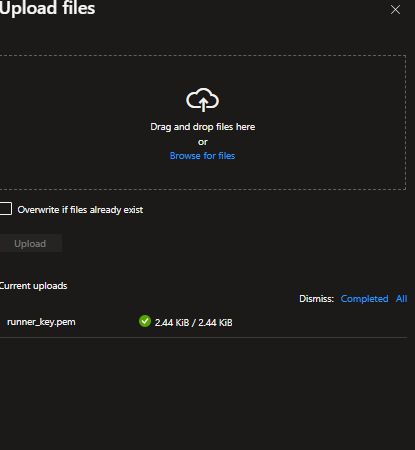 Upload files
Drag and drop files here
or
Browse for files
Overwrite if files already exist
Upload
Current uploads
Dismiss: Completed All
runner_key.pem 2.44 KiB / 2.44 KiB